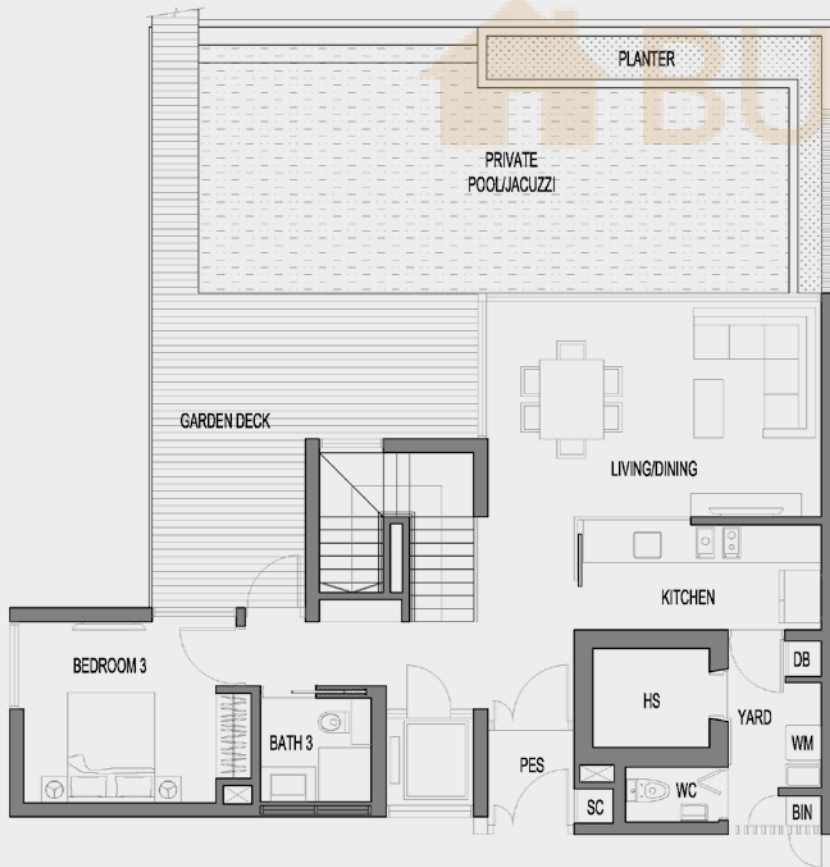 PLANTER
BU
PRIVATE
POOL/JACUZZI
GARDEN DECK
LIVING/DINING
KITCHEN
BEDROOM 3
DB
HS
YARD
BATH 3
WM
PES
WC
SC
BIN